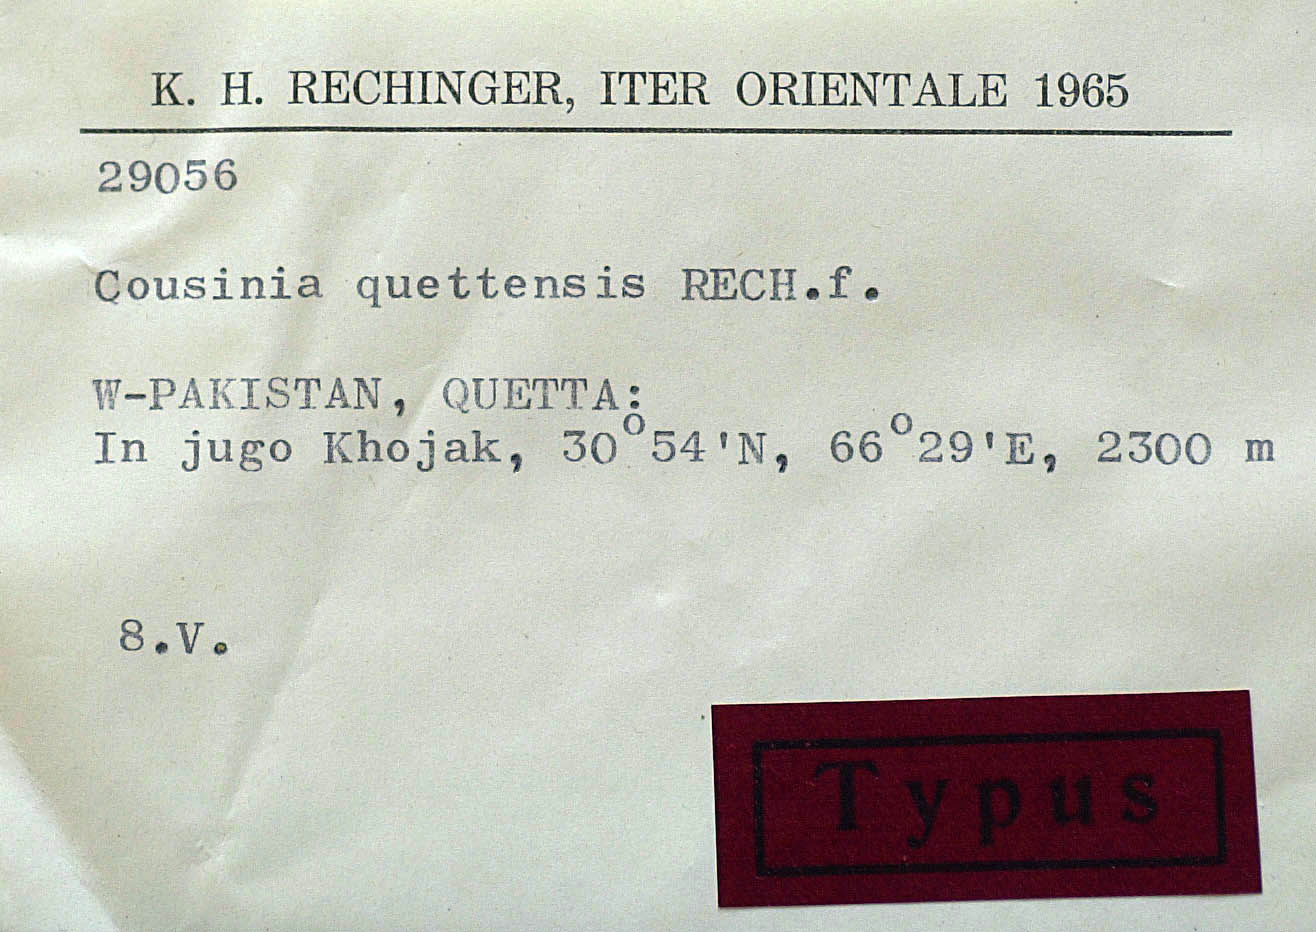 K. H. RECHINGER, ITER ORIENTALE 1965
29056
Cousinia quettensis RECH.f.
W-PAKISTAN, QUETTA:
In jugo Khojak, 30°54'N, 66°29'E, 2300 m
8.V.
Typus